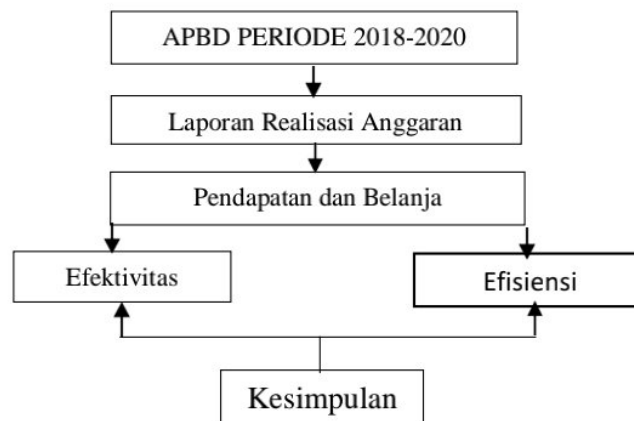 APBD PERIODE 2018-2020
Laporan Realisasi Anggaran
Pendapatan dan Belanja
Efektivitas
Efisiensi
Kesimpulan